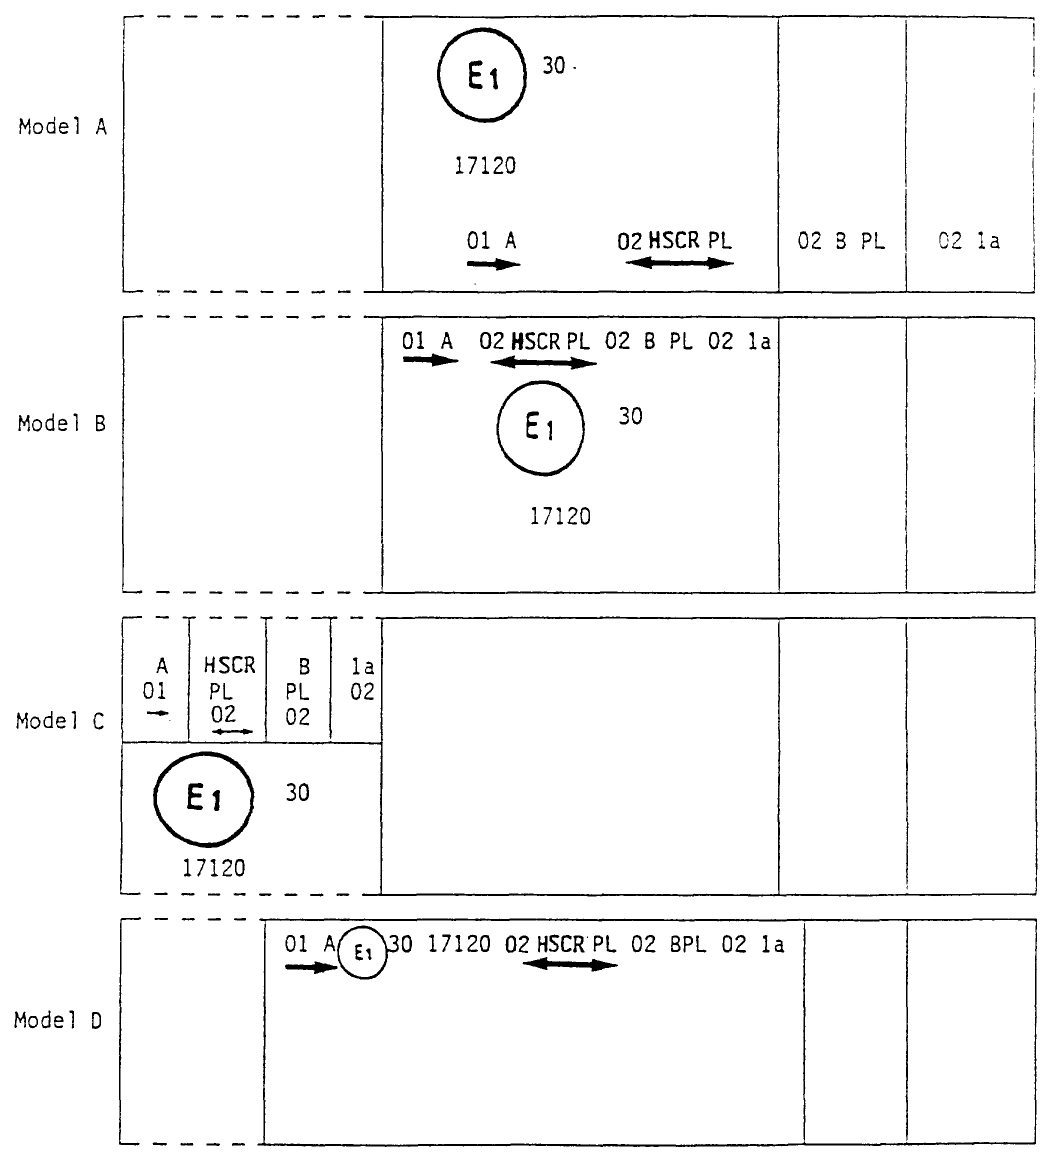 E1 30
Model A
17120
01 A 02 HSCR PL 02 B PL 02 1a
01 A 02 HSCR PL 02 B PL 02 1a
Model B
E1 30
17120
A HSCR B 1a
01 PL PL 02
02 02
Model C
E1 30
17120
01 A E1 30 17120 02 HSCR PL 02 BPL 02 1a
Model D